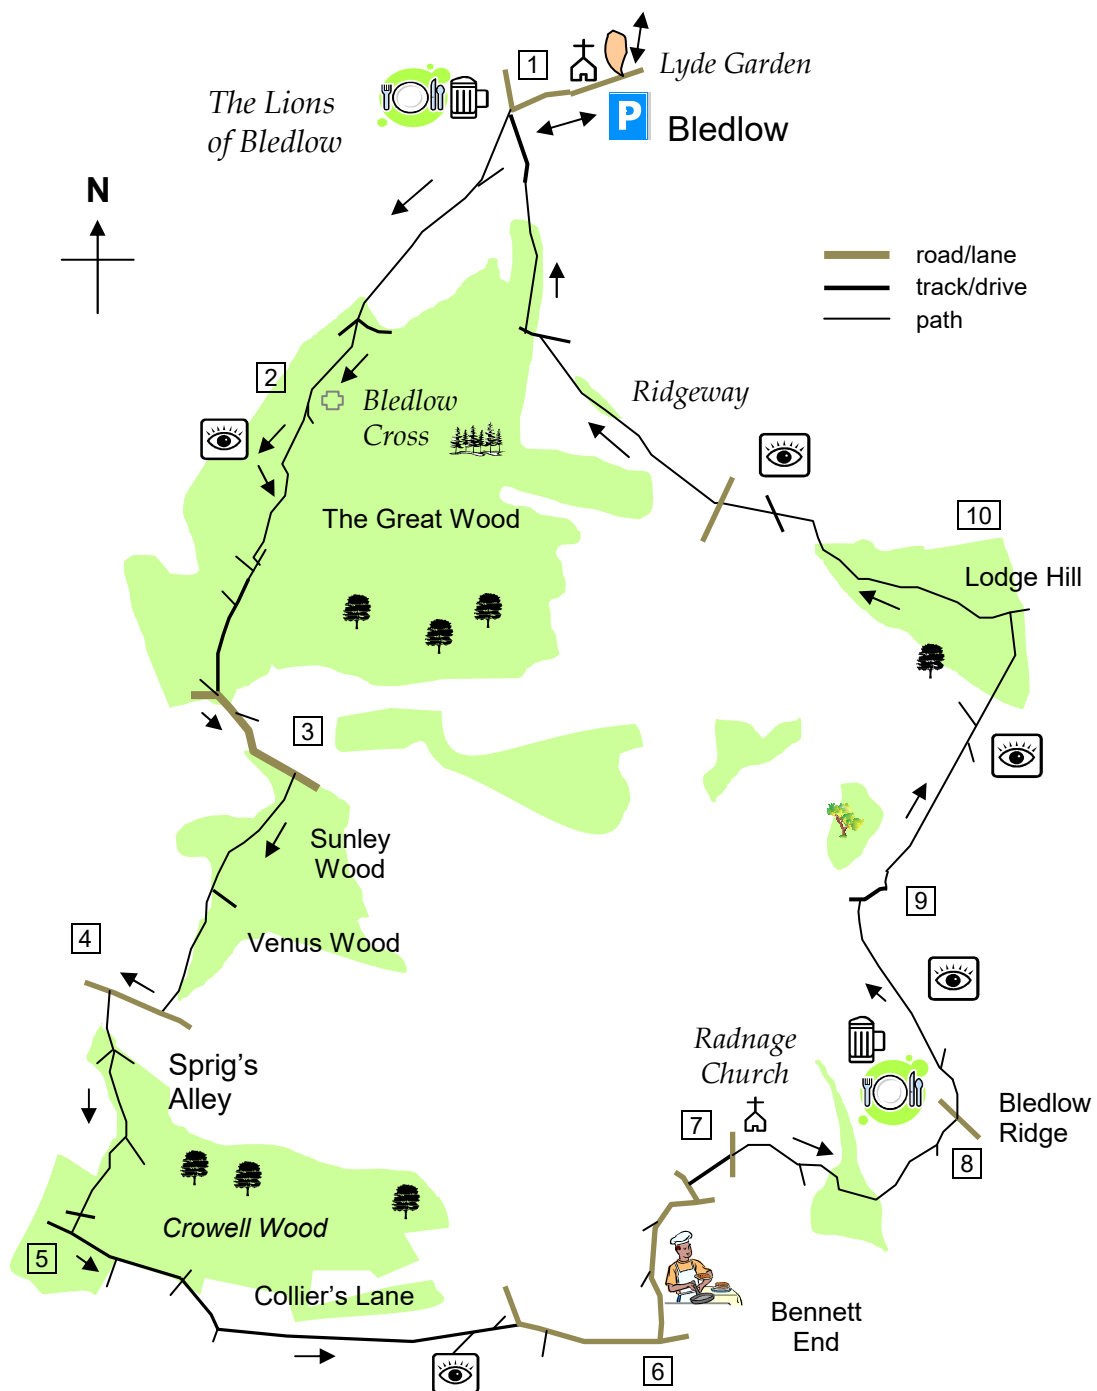 1
Lyde Garden
The Lions
of Bledlow
P
Bledlow
N
road/lane
track/drive
path
2
Bledlow
Cross
Ridgeway
The Great Wood
10
Lodge Hill
3
Sunley
Wood
Venus Wood
4
9
Sprig's
Alley
Radnage
Church
Bledlow
Ridge
7
8
Crowell Wood
5
Collier's Lane
Bennett
End
6